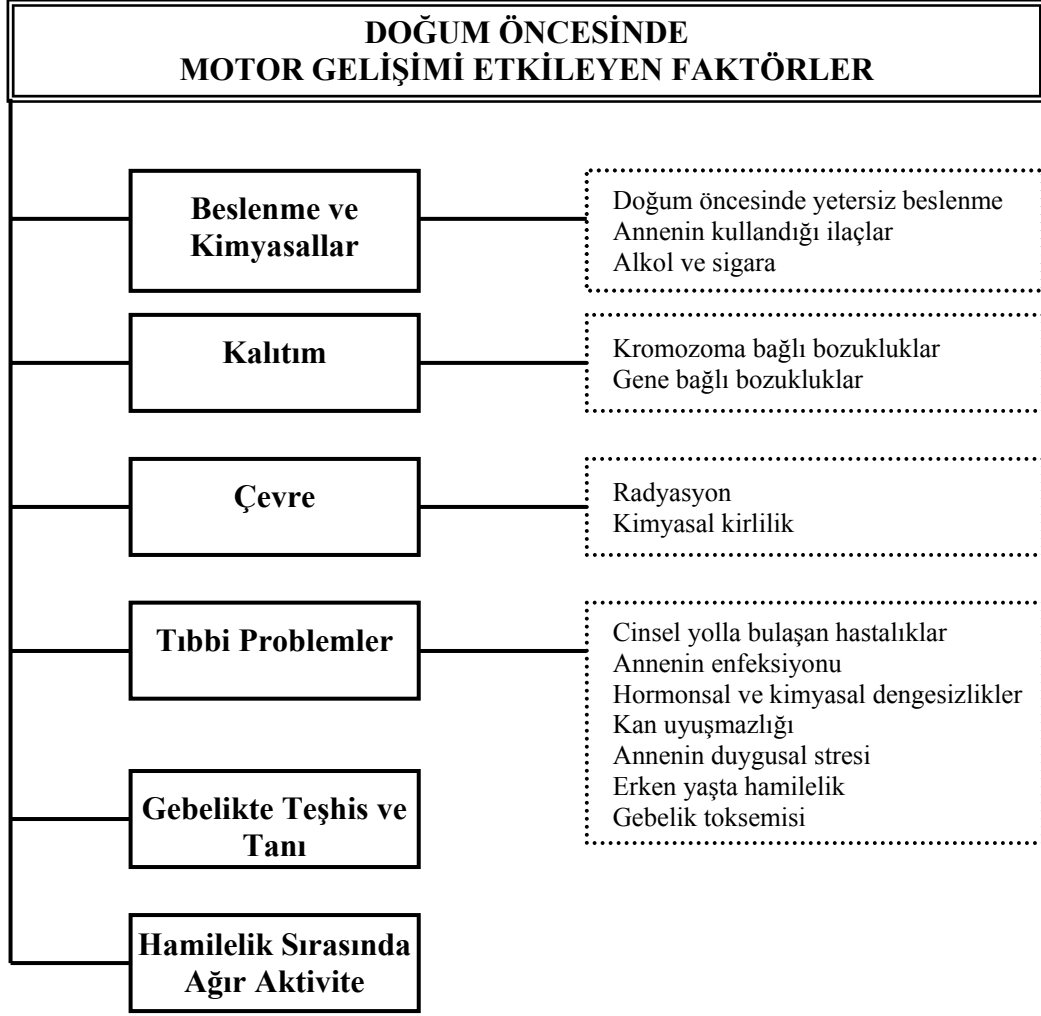 DOĞUM ÖNCESİNDE
MOTOR GELİŞİMİ ETKİLEYEN FAKTÖRLER
Beslenme ve
Kimyasallar
Doğum öncesinde yetersiz beslenme
Annenin kullandığı ilaçlar
Alkol ve sigara
Kalıtım
Kromozoma bağlı bozukluklar
Gene bağlı bozukluklar
Çevre
Radyasyon
Kimyasal kirlilik
Tıbbi Problemler
Cinsel yolla bulaşan hastalıklar
Annenin enfeksiyonu
Hormonsal ve kimyasal dengesizlikler
Kan uyuşmazlığı
Annenin duygusal stresi
Erken yaşta hamilelik
Gebelik toksemisi
Gebelikte Teşhis ve
Tanı
Hamilelik Sırasında
Ağır Aktivite